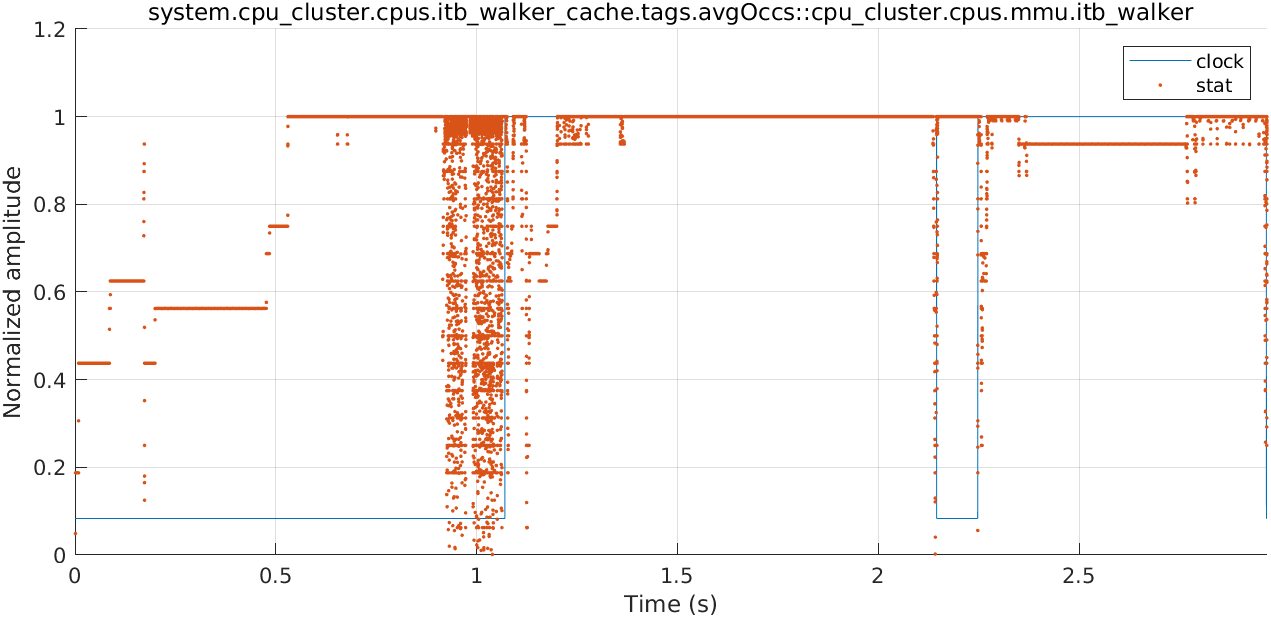 system.cpu_cluster.cpus.itb_walker_cache.tags.avgOccs::cpu_cluster.cpus.mmu.itb_walker
1.2
1
0.8
0.6
0.4
0.2
0
Normalized amplitude
clock
stat
0 0.5 1 1.5 2 2.5
Time (s)